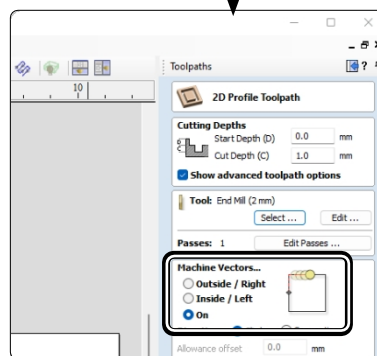 10
Toolpaths
?
2D Profile Toolpath
Cutting Depths
Start Depth (D) 0.0 mm
Cut Depth (C) 1.0 mm
Show advanced toolpath options
Tool: End Mill (2 mm)
Select ... Edit ...
Passes: 1 Edit Passes ...
Machine Vectors...
Outside / Right
Inside / Left
On
Allowance offset 0.0 mm